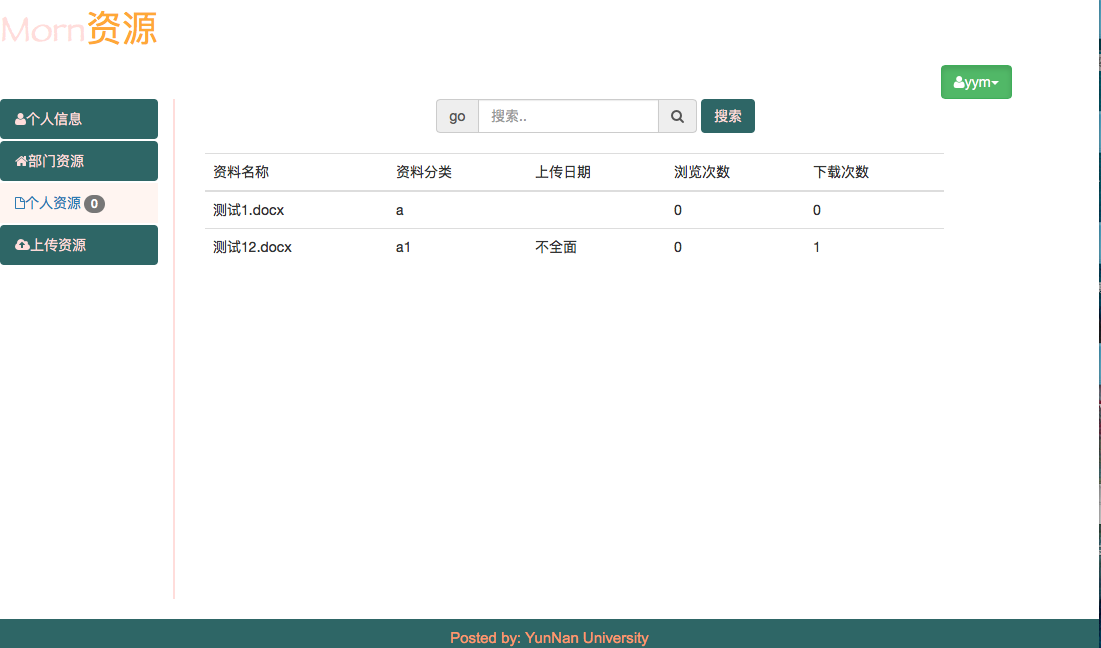 Morn资源
yym
个人信息
部门资源
个人资源 0
上传资源
go 搜索.. 搜索
资料名称 资料分类 上传日期 浏览次数 下载次数
测试1.docx a 0 0
测试12.docx a1 不全面 0 1
Posted by: YunNan University